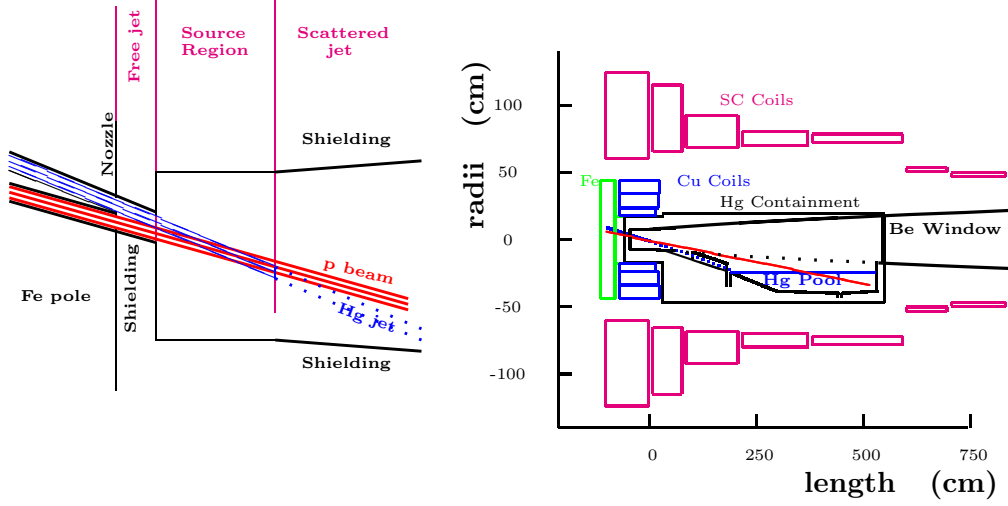 Free jet
Source
Region
Scattered
jet
Nozzle
Shielding
p beam
Hg jet
Fe pole
Shielding
Shielding
radii (cm)
100
50
0
-50
-100
SC Coils
Fe
Cu Coils
Hg Containment
Be Window
Hg Pool
0
250
500
750
length (cm)